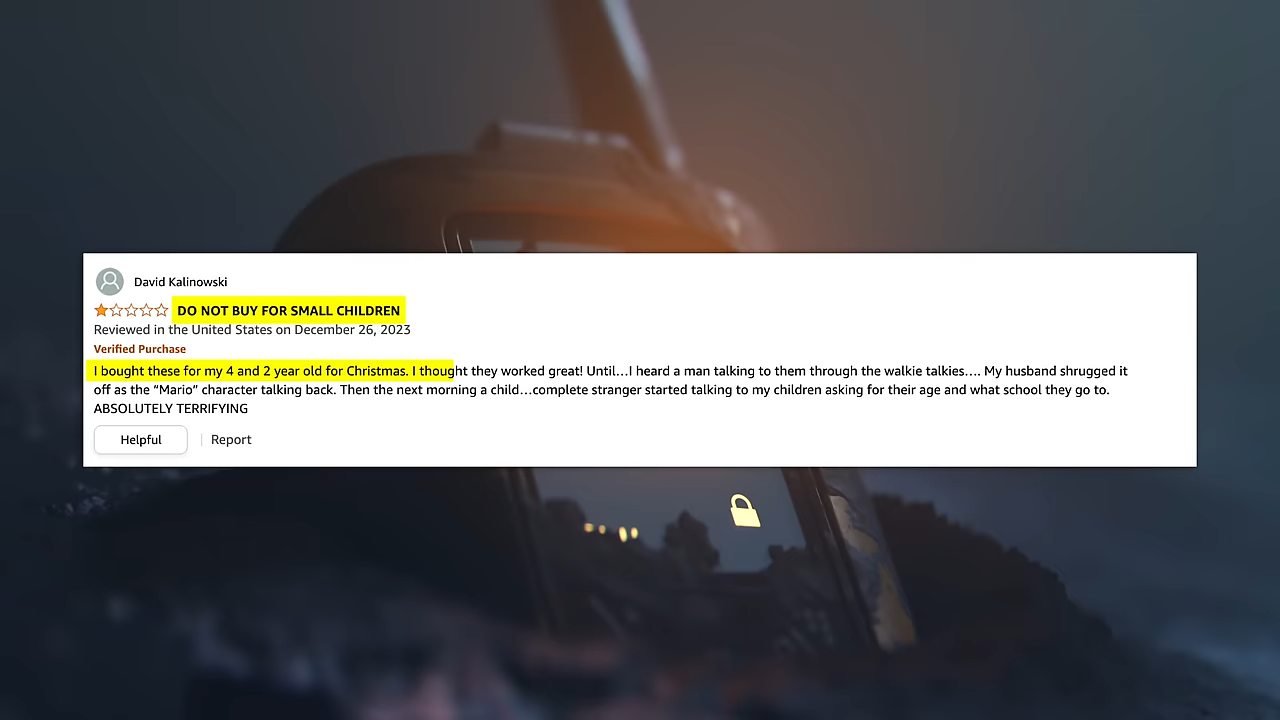 David Kalinowski
DO NOT BUY FOR SMALL CHILDREN
Reviewed in the United States on December 26, 2023
Verified Purchase
I bought these for my 4 and 2 year old for Christmas. I thought they worked great! Until…I heard a man talking to them through the walkie talkies…. My husband shrugged it
off as the “Mario” character talking back. Then the next morning a child…complete stranger started talking to my children asking for their age and what school they go to.
ABSOLUTELY TERRIFYING
Helpful
Report